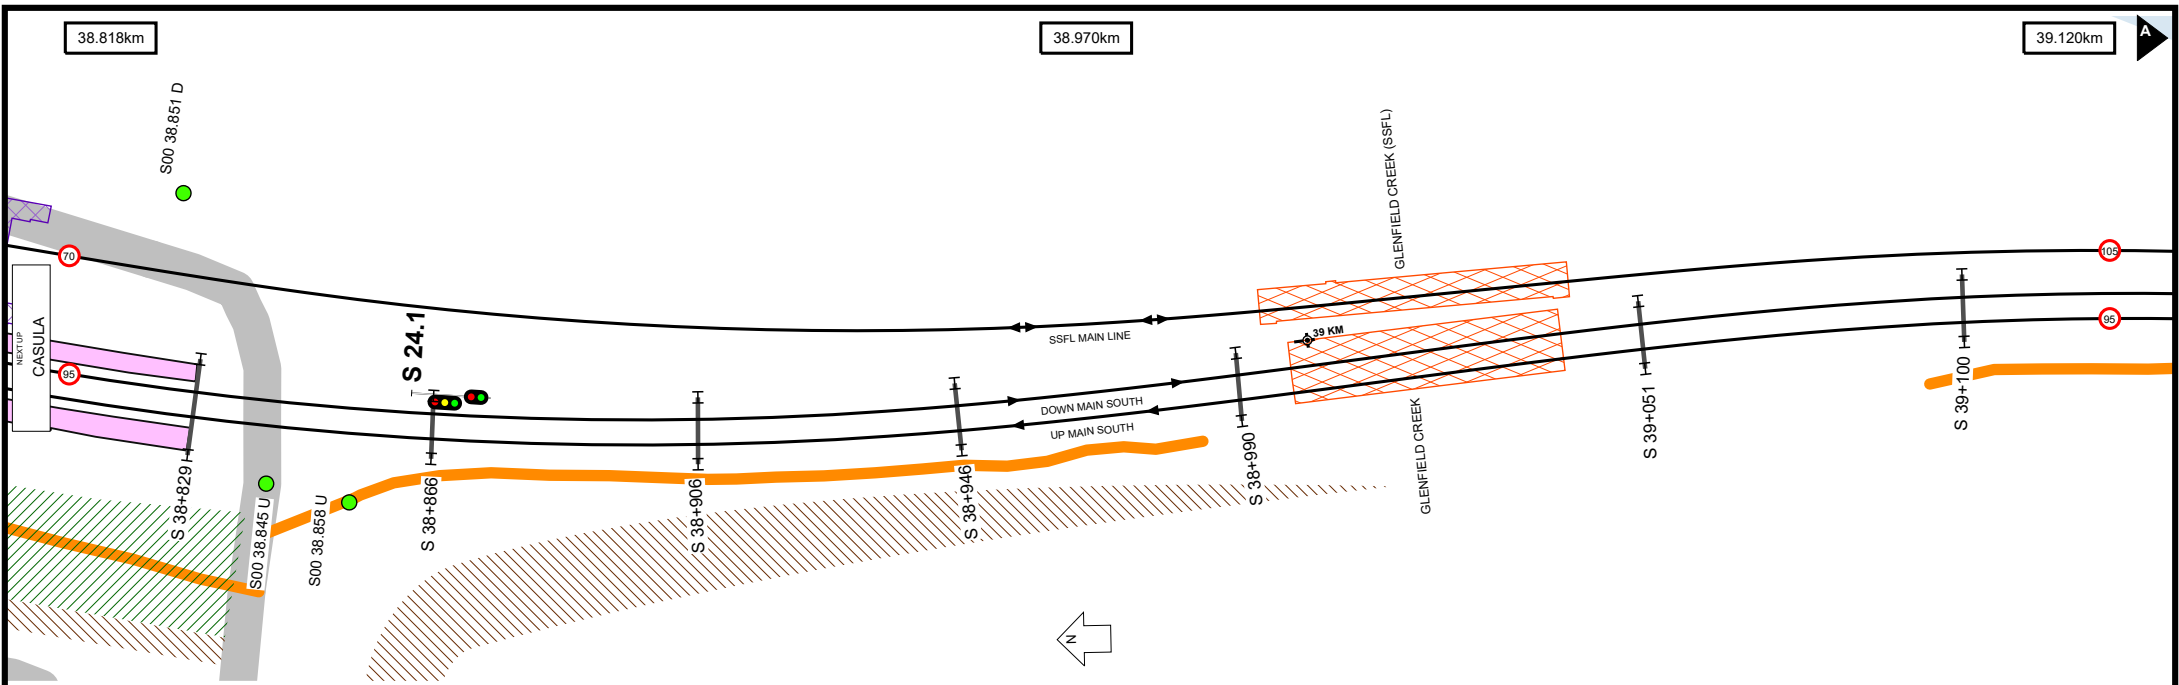 38.818km
38.970km
39.120km
A
S00 38.851 D
GLENFIELD CREEK (SSFL)
70
105
SSFL MAIN LINE
39 KM
NEXT UP
CASULA
95
95
S 24.1
DOWN MAIN SOUTH
UP MAIN SOUTH
GLENFIELD CREEK
S 38+829
S00 38.845 U
S00 38.858 U
S 38+866
S 38+906
S 38+946
S 38+990
S 39+051
S 39+100
N